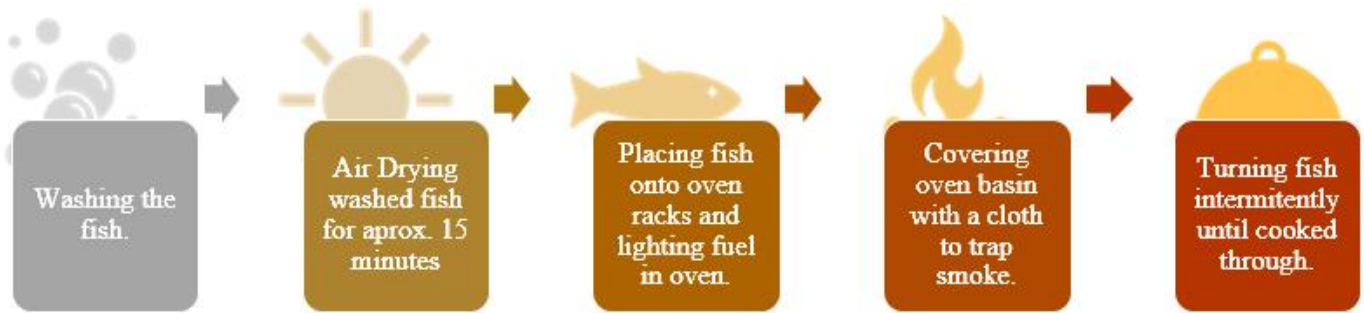 Washing the
fish.
Air Drying
washed fish
for aprox. 15
minutes
Placing fish
onto oven
racks and
lighting fuel
in oven.
Covering
oven basin
with a cloth
to trap
smoke.
Turning fish
intermitently
until cooked
through.